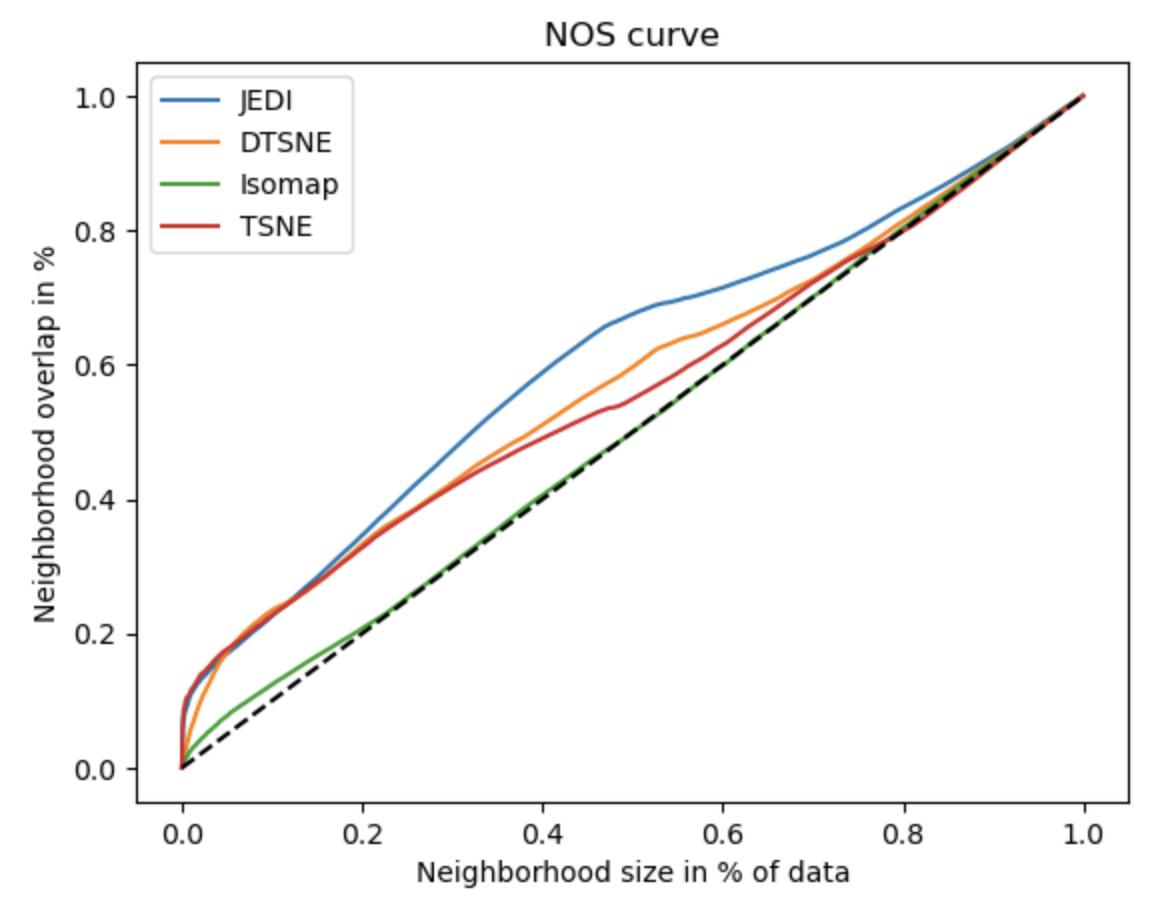 NOS curve
JEDI
DTSNE
Isomap
TSNE
Neighborhood overlap in %
1.0
0.8
0.6
0.4
0.2
0.0
0.0 0.2 0.4 0.6 0.8 1.0
Neighborhood size in % of data